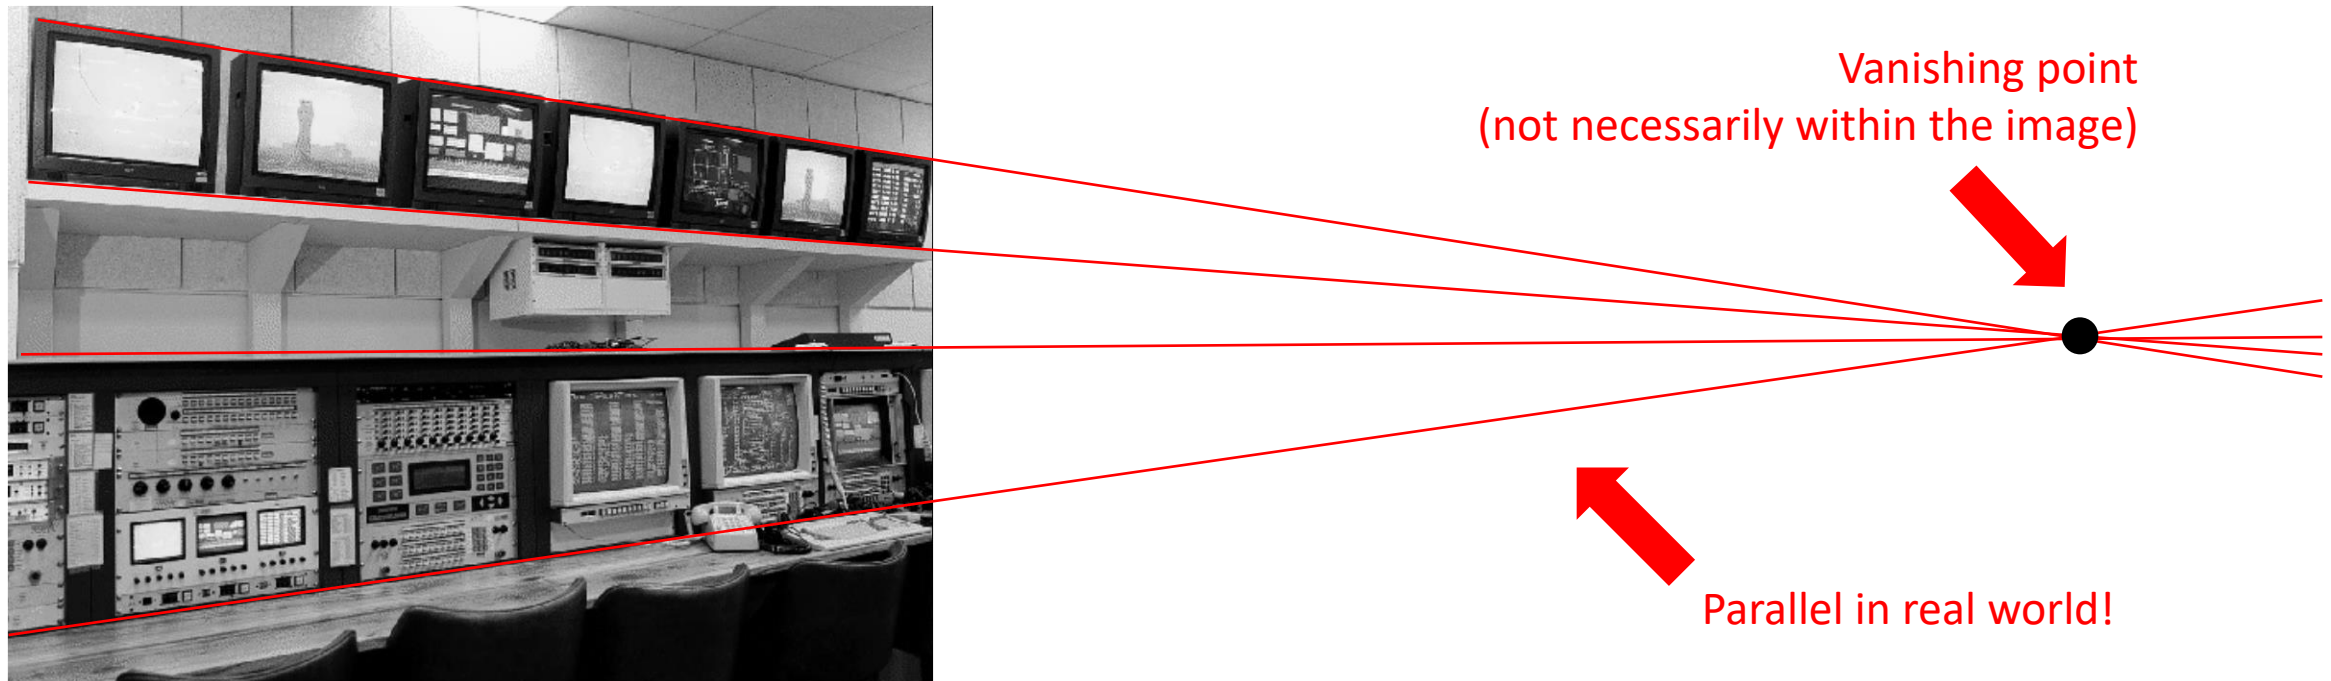 Vanishing point
(not necessarily within the image)
Parallel in real world!